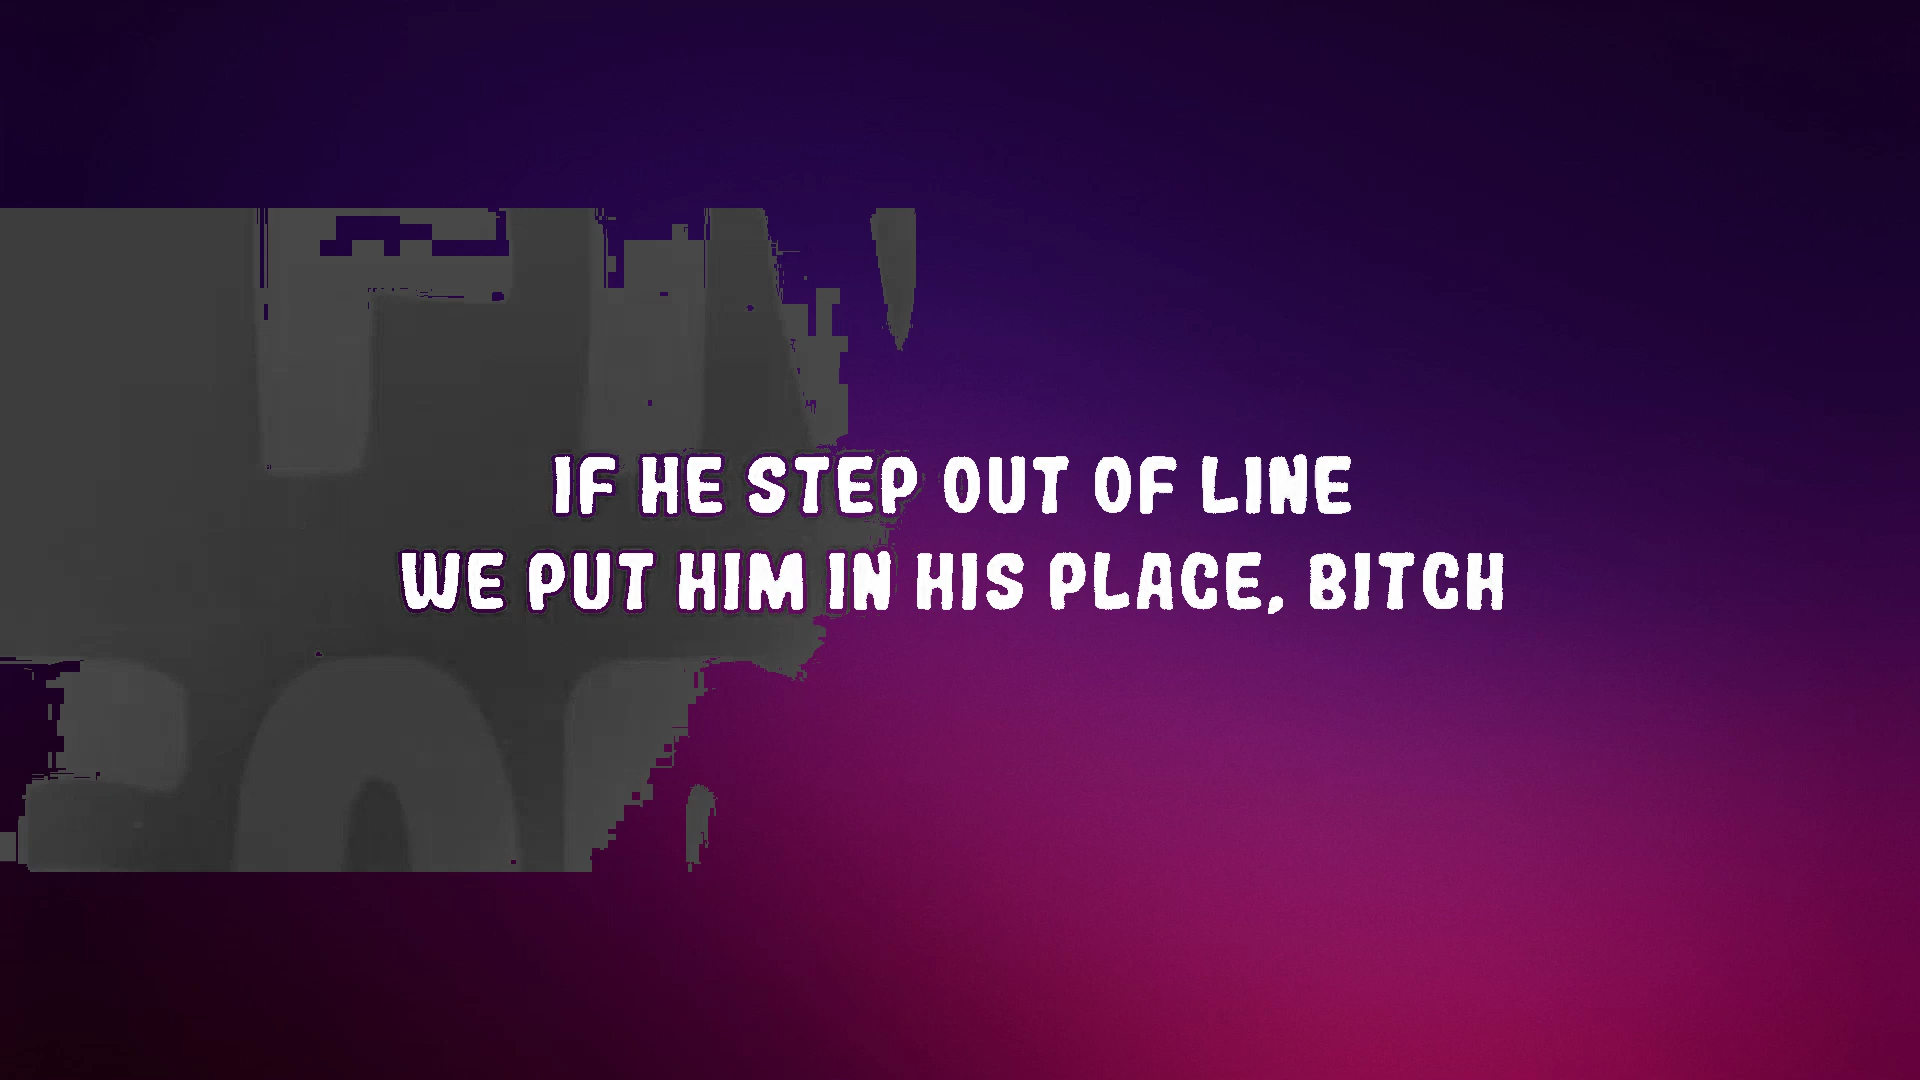 IF HE STEP OUT OF LINE
WE PUT HIM IN HIS PLACE, BITCH